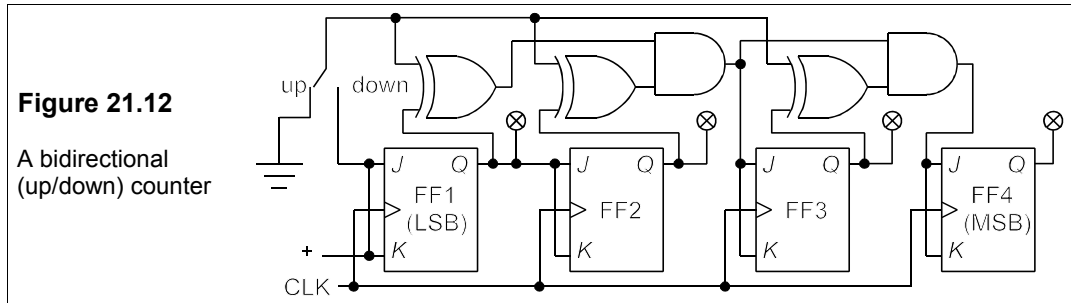 Figure 21.12
A bidirectional
(up/down) counter
up
down
J Q
FF1
(LSB)
K
J Q
FF2
K
J Q
FF3
K
J Q
FF4
(MSB)
K
+
CLK